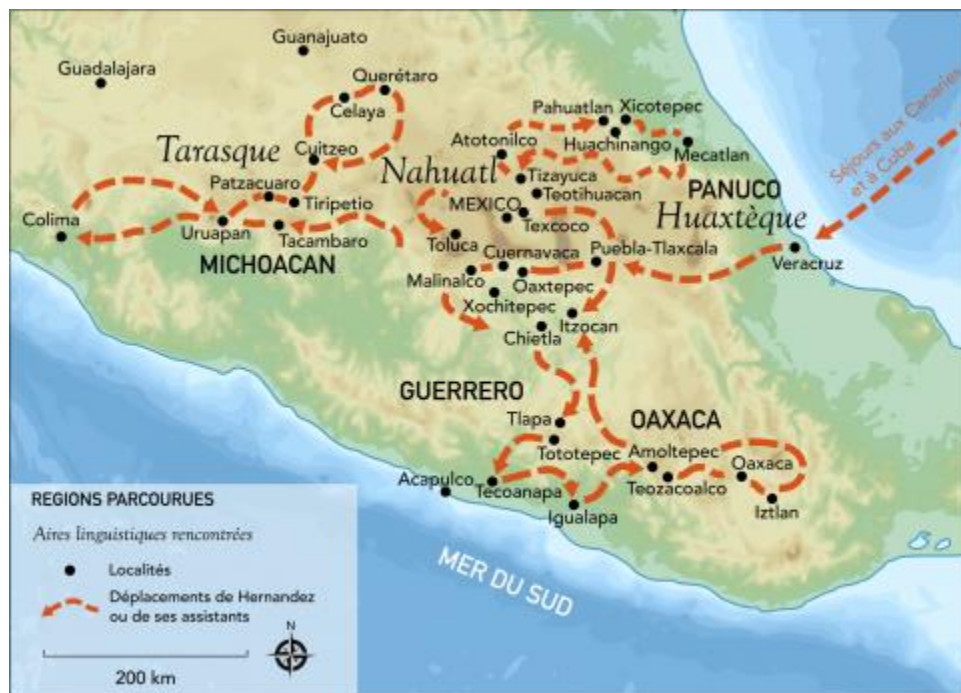 Guanajuato
Guadalajara
Querétaro
Celaya
Pahuatlan
Xicotepec
Atotonilco
Huachinango
Mecatlan
Séjours aux Canaries
et à Cuba
Tarasque
Cuitzeo
Nahuatl
Tizayuca
Teotihuacan
PANUCO
Huaxtèque
Patzacuaro
Tiripetio
MEXICO
Texcoco
Colima
Uruapan
Tacambaro
Toluca
Cuernavaca
Puebla-Tlaxcala
Veracruz
MICHOACAN
Malinalco
Oaxtepec
Xochitepec
Itzocan
Chietla
GUERRERO
Tlapa
OAXACA
Tototepec
Amoltepec
Oaxaca
Acapulco
Tecoanapa
Teozacoalco
Igualapa
Iztlan
MER DU SUD
REGIONS PARCOURUES
Aires linguistiques rencontrées
Localités
Déplacements de Hernandez
ou de ses assistants
N
200 km